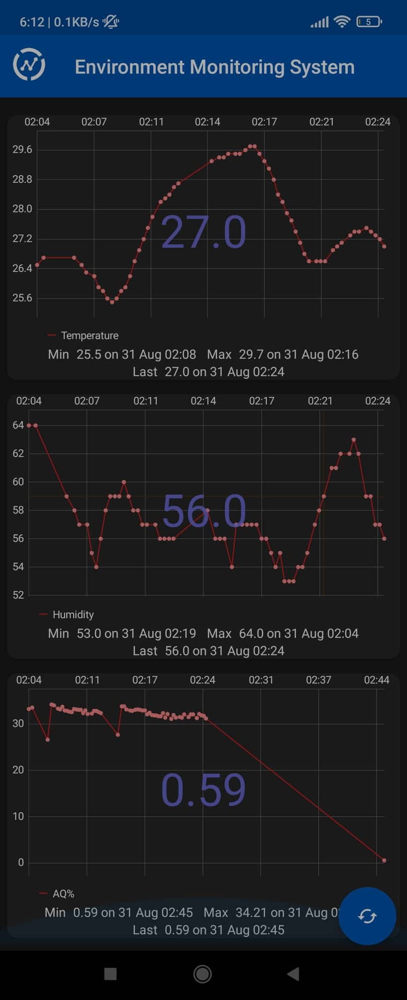 6:12 | 0.1KB/s 5
Environment Monitoring System
02:04 02:07 02:11 02:14 02:17 02:21 02:24
29.6
28.8
28.0
27.2
26.4
25.6
27.0
Temperature
Min 25.5 on 31 Aug 02:08 Max 29.7 on 31 Aug 02:16
Last 27.0 on 31 Aug 02:24
02:04 02:07 02:11 02:14 02:17 02:21 02:24
64
62
60
58
56
54
52
56.0
Humidity
Min 53.0 on 31 Aug 02:19 Max 64.0 on 31 Aug 02:04
Last 56.0 on 31 Aug 02:24
02:04 02:11 02:17 02:24 02:31 02:37 02:44
30
20
10
0
0.59
AQ%
Min 0.59 on 31 Aug 02:45 Max 34.21 on 31 Aug
Last 0.59 on 31 Aug 02:45